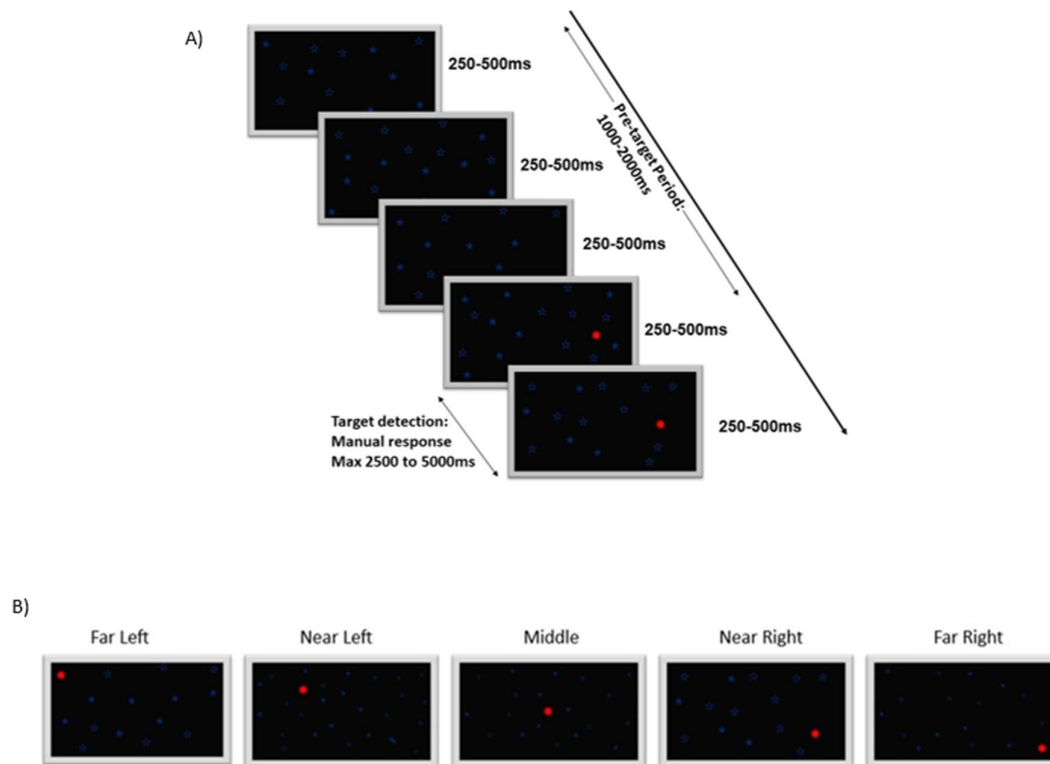 A)
250-500ms
250-500ms
250-500ms
250-500ms
250-500ms
Pre-target Period:
1000-2000ms
Target detection:
Manual response
Max 2500 to 5000ms
B)
Far Left
Near Left
Middle
Near Right
Far Right